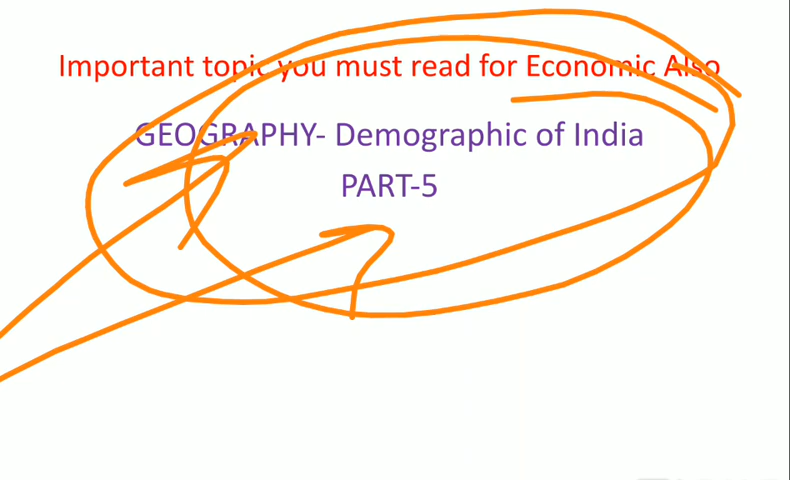 Important topic you must read for Economic Also
GEOGRAPHY- Demographic of India
PART-5